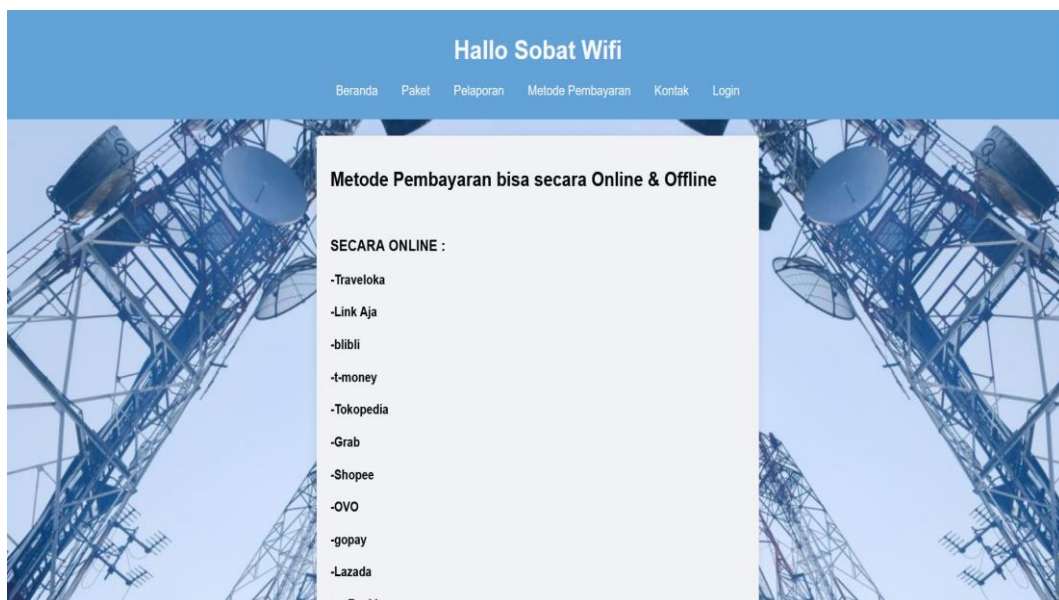 Hallo Sobat Wifi
Beranda Paket Pelaporan Metode Pembayaran Kontak Login
Metode Pembayaran bisa secara Online & Offline
SECARA ONLINE :
-Traveloka
-Link Aja
-blibli
-t-money
-Tokopedia
-Grab
-Shopee
-OVO
-gopay
-Lazada